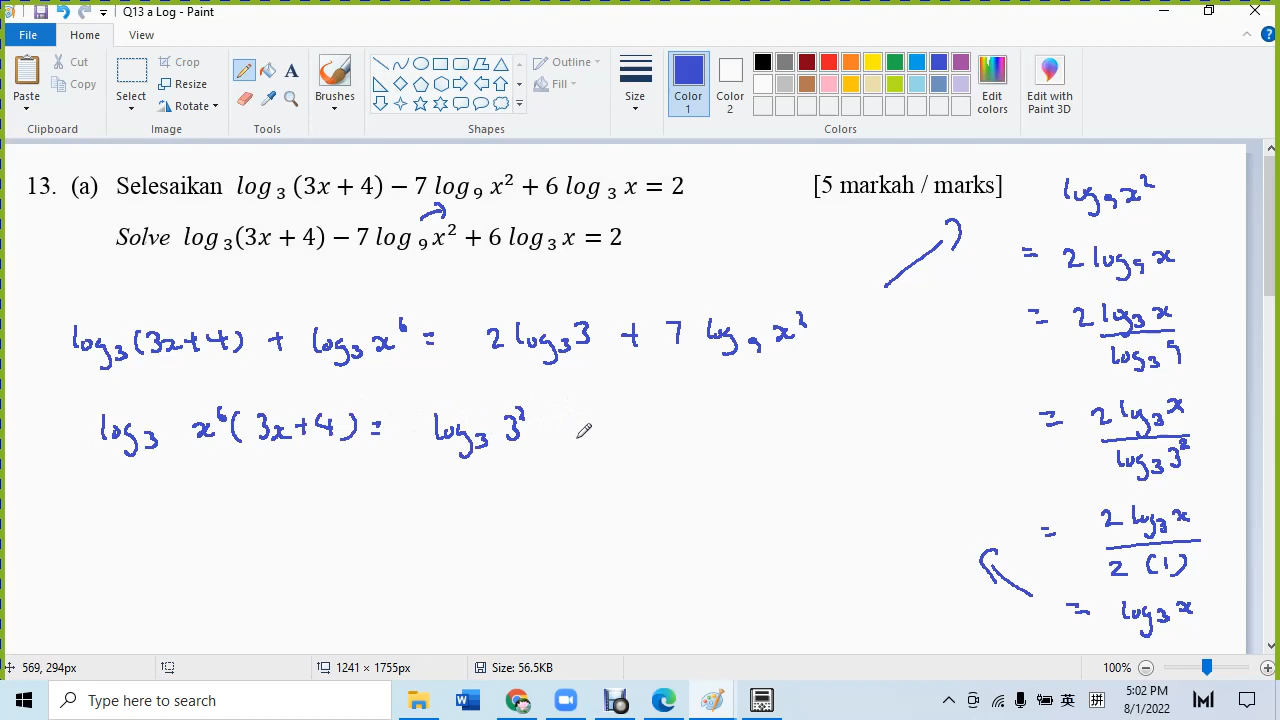 Q13 a Log - Paint
File Home View
Paste Cut Copy Clipboard
Select Crop Resize Rotate Image
Tools
Brushes
Shapes Outline Fill
Size
Color 1 Color 2 Edit colors Colors
Edit with Paint 3D
13. (a) Selesaikan log₃ (3x + 4) − 7 log₉ x² + 6 log₃ x = 2 [5 markah / marks]
Solve log₃(3x + 4) − 7 log₉ x² + 6 log₃ x = 2
log₃(3x+4) + log₃ x⁶ = 2 log₃ 3 + 7 log₉ x²
log₃ x⁶(3x+4) = log₃ 3²
log₉ x²
= 2 log₉ x
= 2 log₃ x / log₃ 9
= 2 log₃ x / log₃ 3²
= 2 log₃ x / 2 (1)
= log₃ x
569, 294px 1241 × 1755px Size: 56.5KB 100%
Type here to search
英 拼 5:02 PM
8/1/2022